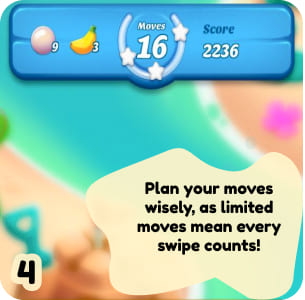 Moves
Score
9
3
16
2236
Plan your moves
wisely, as limited
moves mean every
swipe counts!
4